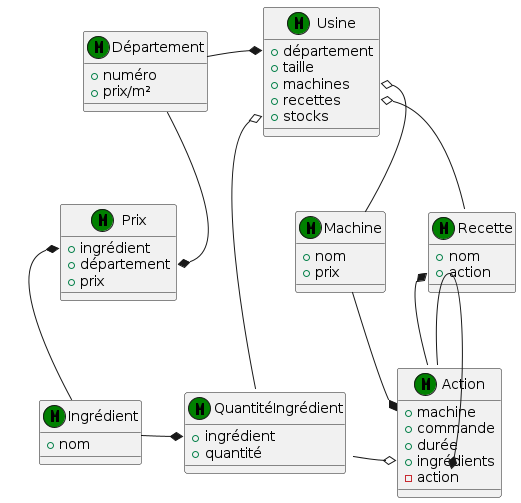 M Usine
département
taille
machines
recettes
stocks
M Département
numéro
prix/m²
M Prix
ingrédient
département
prix
M Machine
nom
prix
M Recette
nom
action
M Action
machine
commande
durée
ingrédients
action
M QuantitéIngrédient
ingrédient
quantité
M Ingrédient
nom